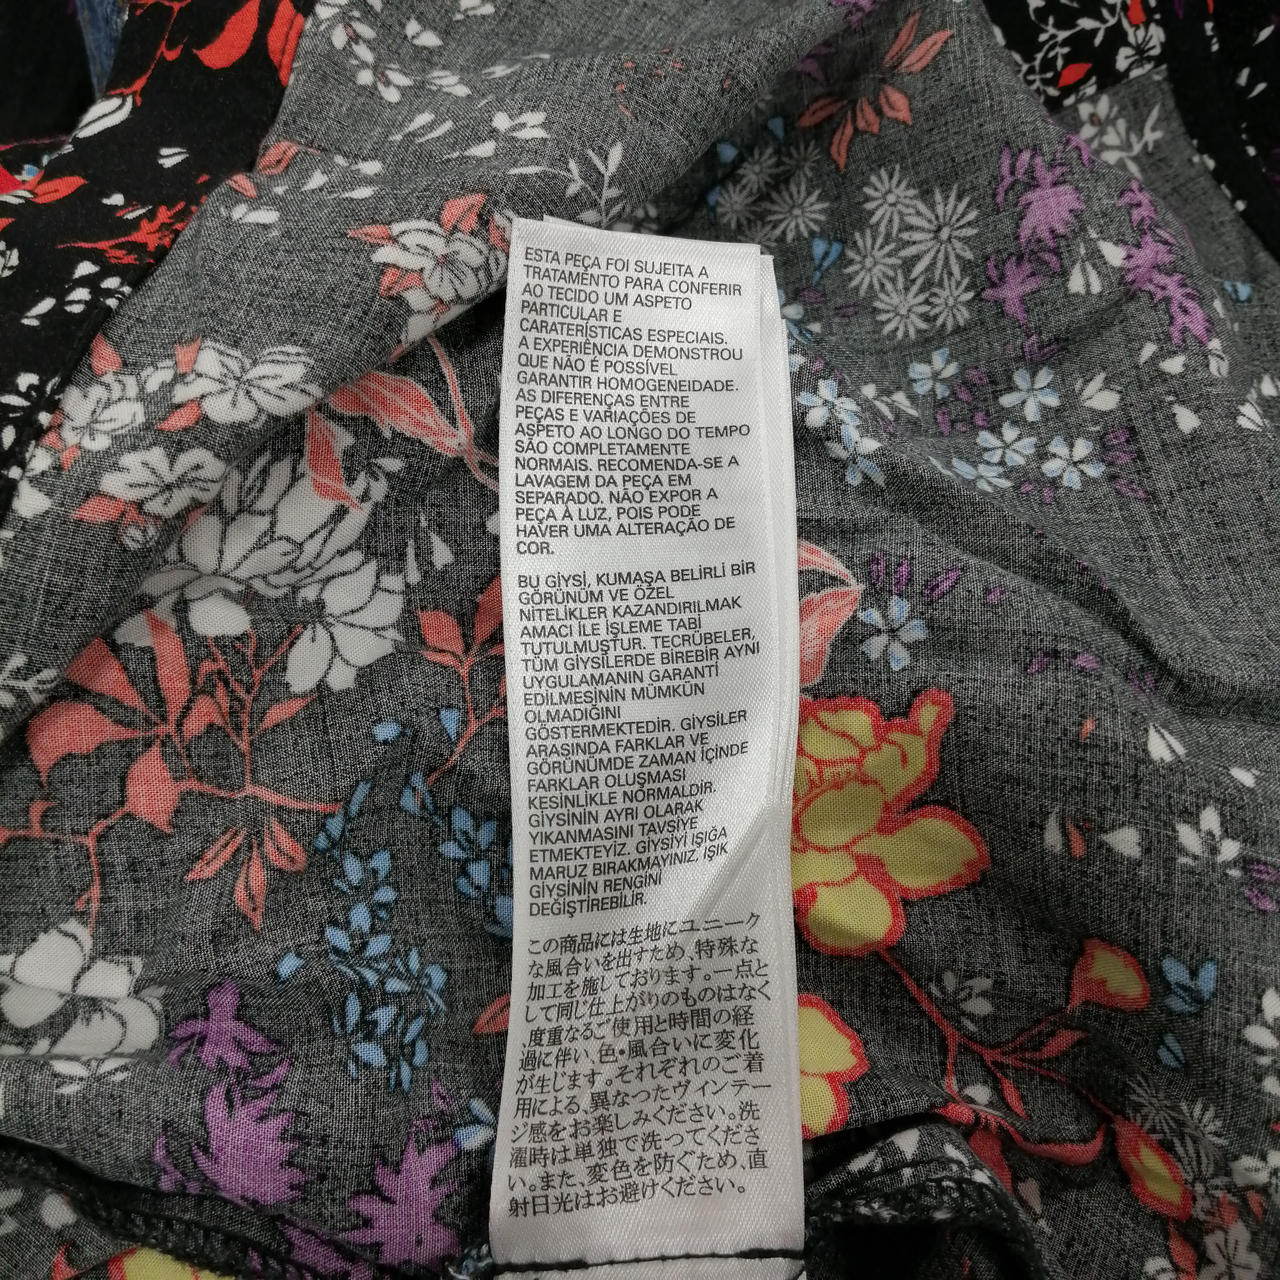 ESTA PEÇA FOI SUJEITA A
TRATAMENTO PARA CONFERIR
AO TECIDO UM ASPETO
PARTICULAR E
CARATERÍSTICAS ESPECIAIS.
A EXPERIÊNCIA DEMONSTROU
QUE NÃO É POSSÍVEL
GARANTIR HOMOGENEIDADE.
AS DIFERENÇAS ENTRE
PEÇAS E VARIAÇÕES DE
ASPETO AO LONGO DO TEMPO
SÃO COMPLETAMENTE
NORMAIS. RECOMENDA-SE A
LAVAGEM DA PEÇA EM
SEPARADO. NÃO EXPOR A
PEÇA À LUZ, POIS PODE
HAVER UMA ALTERAÇÃO DE
COR.
BU GİYSİ, KUMAŞA BELİRLİ BİR
GÖRÜNÜM VE ÖZEL
NİTELİKLER KAZANDIRILMAK
AMACI İLE İŞLEME TABİ
TUTULMUŞTUR. TECRÜBELER,
TÜM GİYSİLERDE BİREBİR AYNI
UYGULAMANIN GARANTİ
EDİLMESİNİN MÜMKÜN
OLMADIĞINI
GÖSTERMEKTEDİR. GİYSİLER
ARASINDA FARKLAR VE
GÖRÜNÜMDE ZAMAN İÇİNDE
FARKLAR OLUŞMASI
KESİNLİKLE NORMALDİR.
GİYSİNİN AYRI OLARAK
YIKANMASINI TAVSİYE
ETMEKTEYİZ. GİYSİYİ IŞIĞA
MARUZ BIRAKMAYINIZ. IŞIK
GİYSİNİN RENGİNİ
DEĞİŞTİREBİLİR.
この商品には生地にユニーク
な風合いを出すため、特殊な
加工を施しております。一点と
して同じ仕上がりのものはなく
、度重なるご使用と時間の経
過に伴い、色・風合いに変化
が生じます。それぞれのご着
用による、異なったヴィンテー
ジ感をお楽しみください。洗
濯時は単独で洗ってくださ
い。また、変色を防ぐため、直
射日光はお避けください。